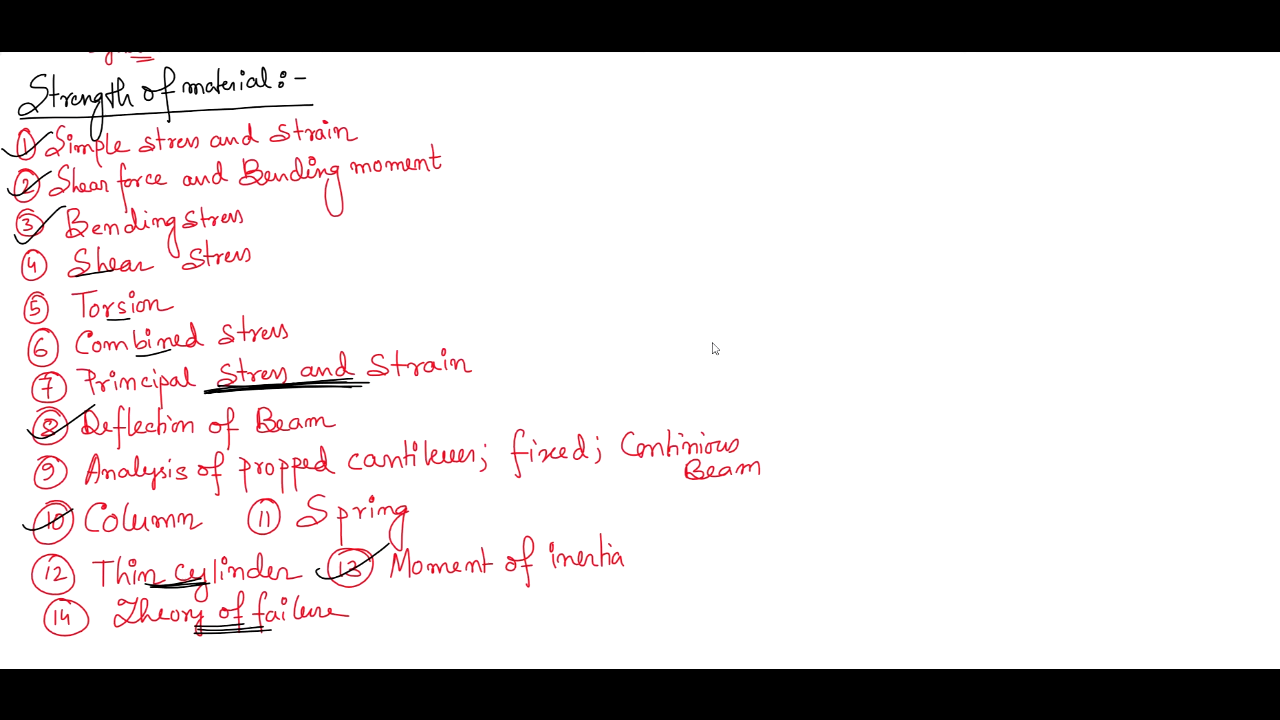 Strength of material :-
① Simple stress and strain
② Shear force and Bending moment
③ Bending stress
④ Shear stress
⑤ Torsion
⑥ Combined stress
⑦ Principal stress and strain
⑧ Deflection of Beam
⑨ Analysis of propped cantilever; fixed; Continious
Beam
⑩ Column ⑪ Spring
⑫ Thin cylinder ⑬ Moment of inertia
⑭ Theory of failure